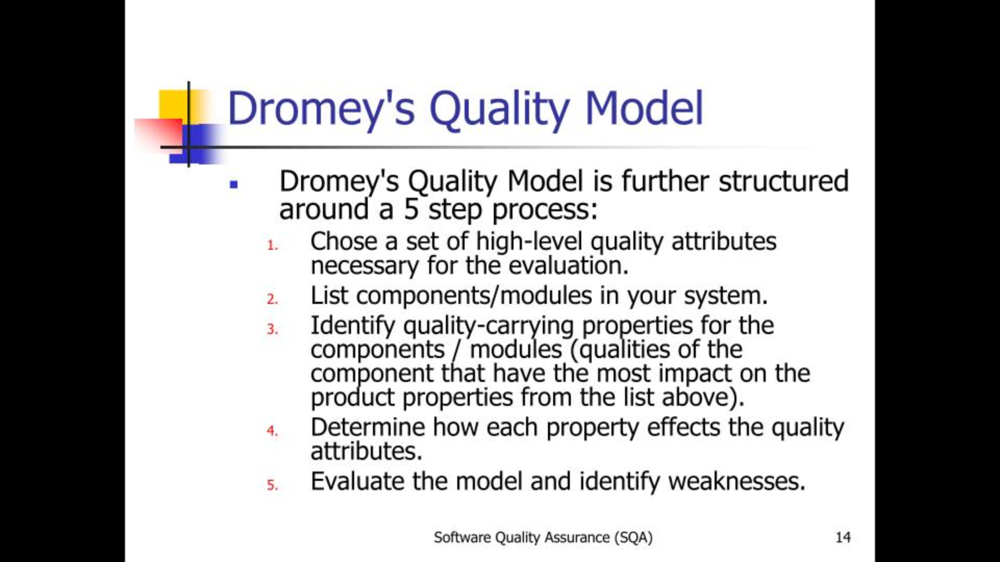 Dromey's Quality Model
Dromey's Quality Model is further structured
around a 5 step process:
1. Chose a set of high-level quality attributes
necessary for the evaluation.
2. List components/modules in your system.
3. Identify quality-carrying properties for the
components / modules (qualities of the
component that have the most impact on the
product properties from the list above).
4. Determine how each property effects the quality
attributes.
5. Evaluate the model and identify weaknesses.
Software Quality Assurance (SQA)
14